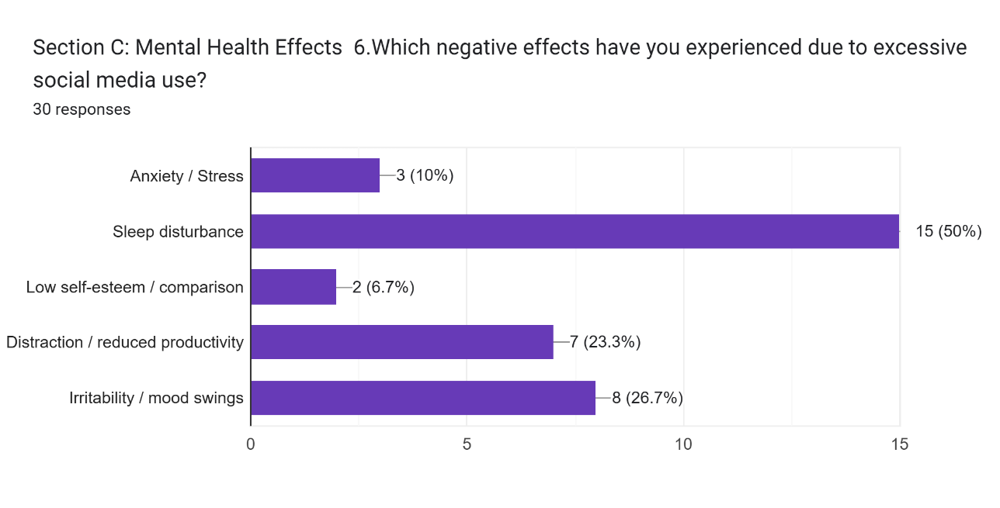 Section C: Mental Health Effects  6.Which negative effects have you experienced due to excessive
social media use?
30 responses
Anxiety / Stress
3 (10%)
Sleep disturbance
15 (50%)
Low self-esteem / comparison
2 (6.7%)
Distraction / reduced productivity
7 (23.3%)
Irritability / mood swings
8 (26.7%)
0 5 10 15